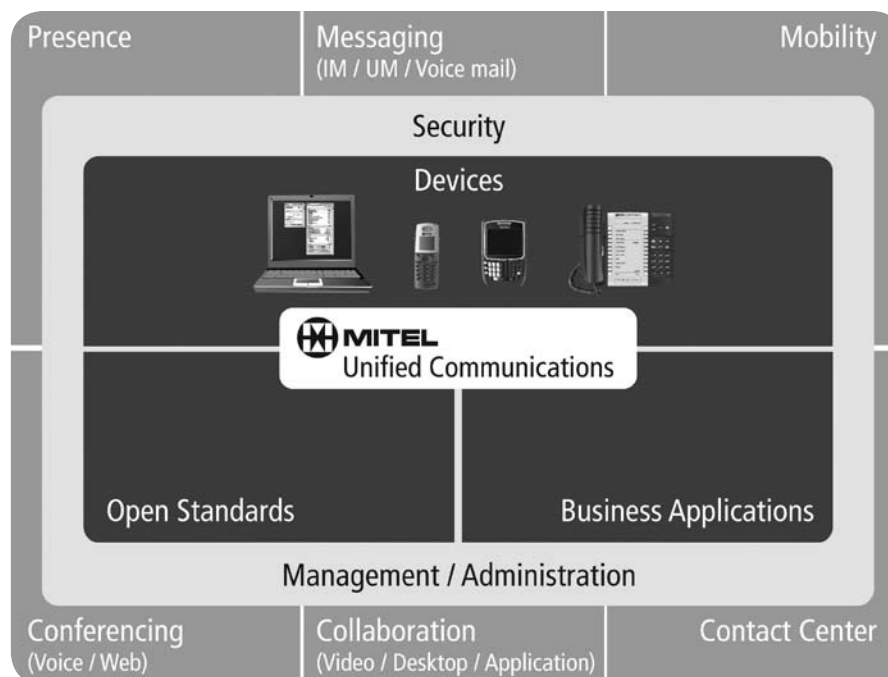 Presence
Messaging
(IM / UM / Voice mail)
Mobility
Security
Devices
MITEL
Unified Communications
Open Standards
Business Applications
Management / Administration
Conferencing
(Voice / Web)
Collaboration
(Video / Desktop / Application)
Contact Center